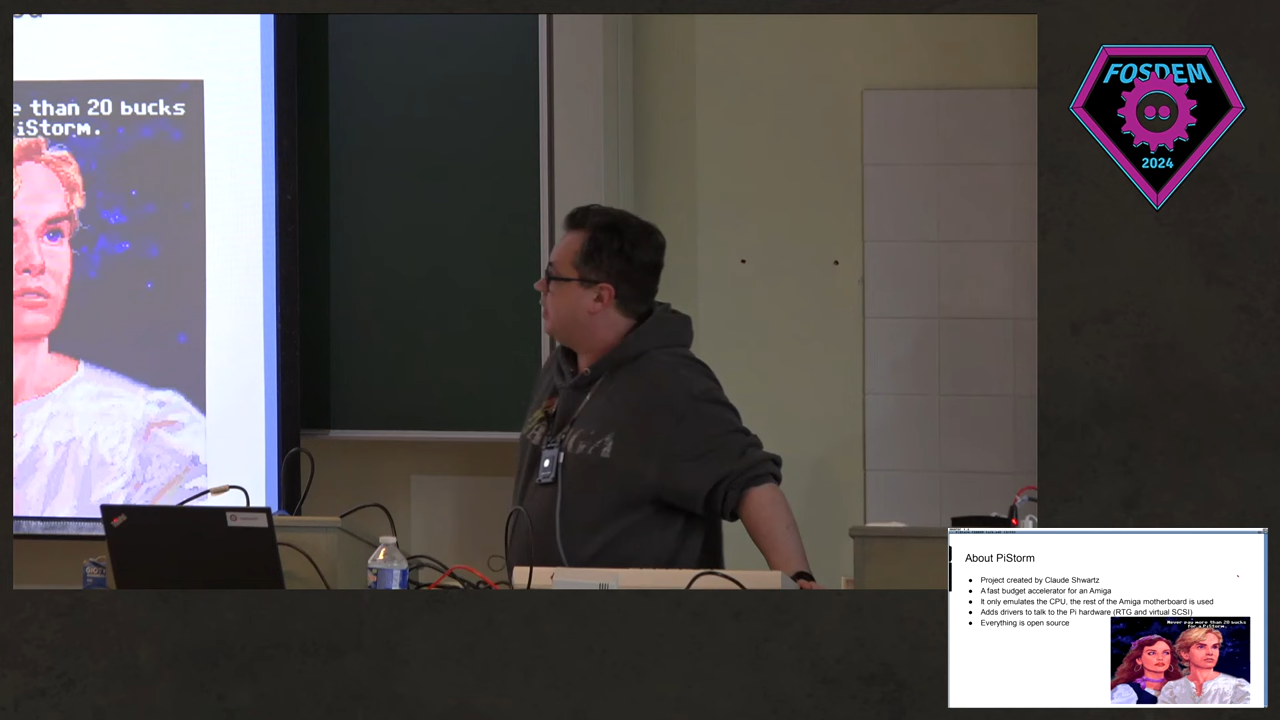 e than 20 bucks
iStorm.
FOSDEM
2024
About PiStorm
● Project created by Claude Shwartz
● A fast budget accelerator for an Amiga
● It only emulates the CPU, the rest of the Amiga motherboard is used
● Adds drivers to talk to the Pi hardware (RTG and virtual SCSI)
● Everything is open source
Never pay more than 20 bucks
for a PiStorm.